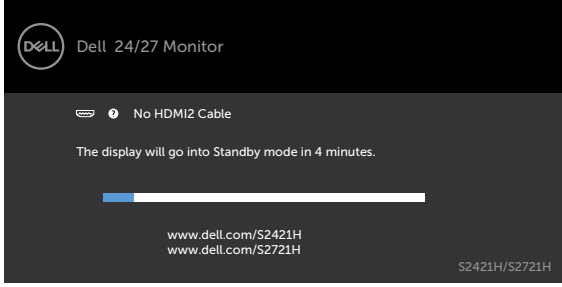 DELL
Dell 24/27 Monitor
? No HDMI2 Cable
The display will go into Standby mode in 4 minutes.
www.dell.com/S2421H
www.dell.com/S2721H
S2421H/S2721H